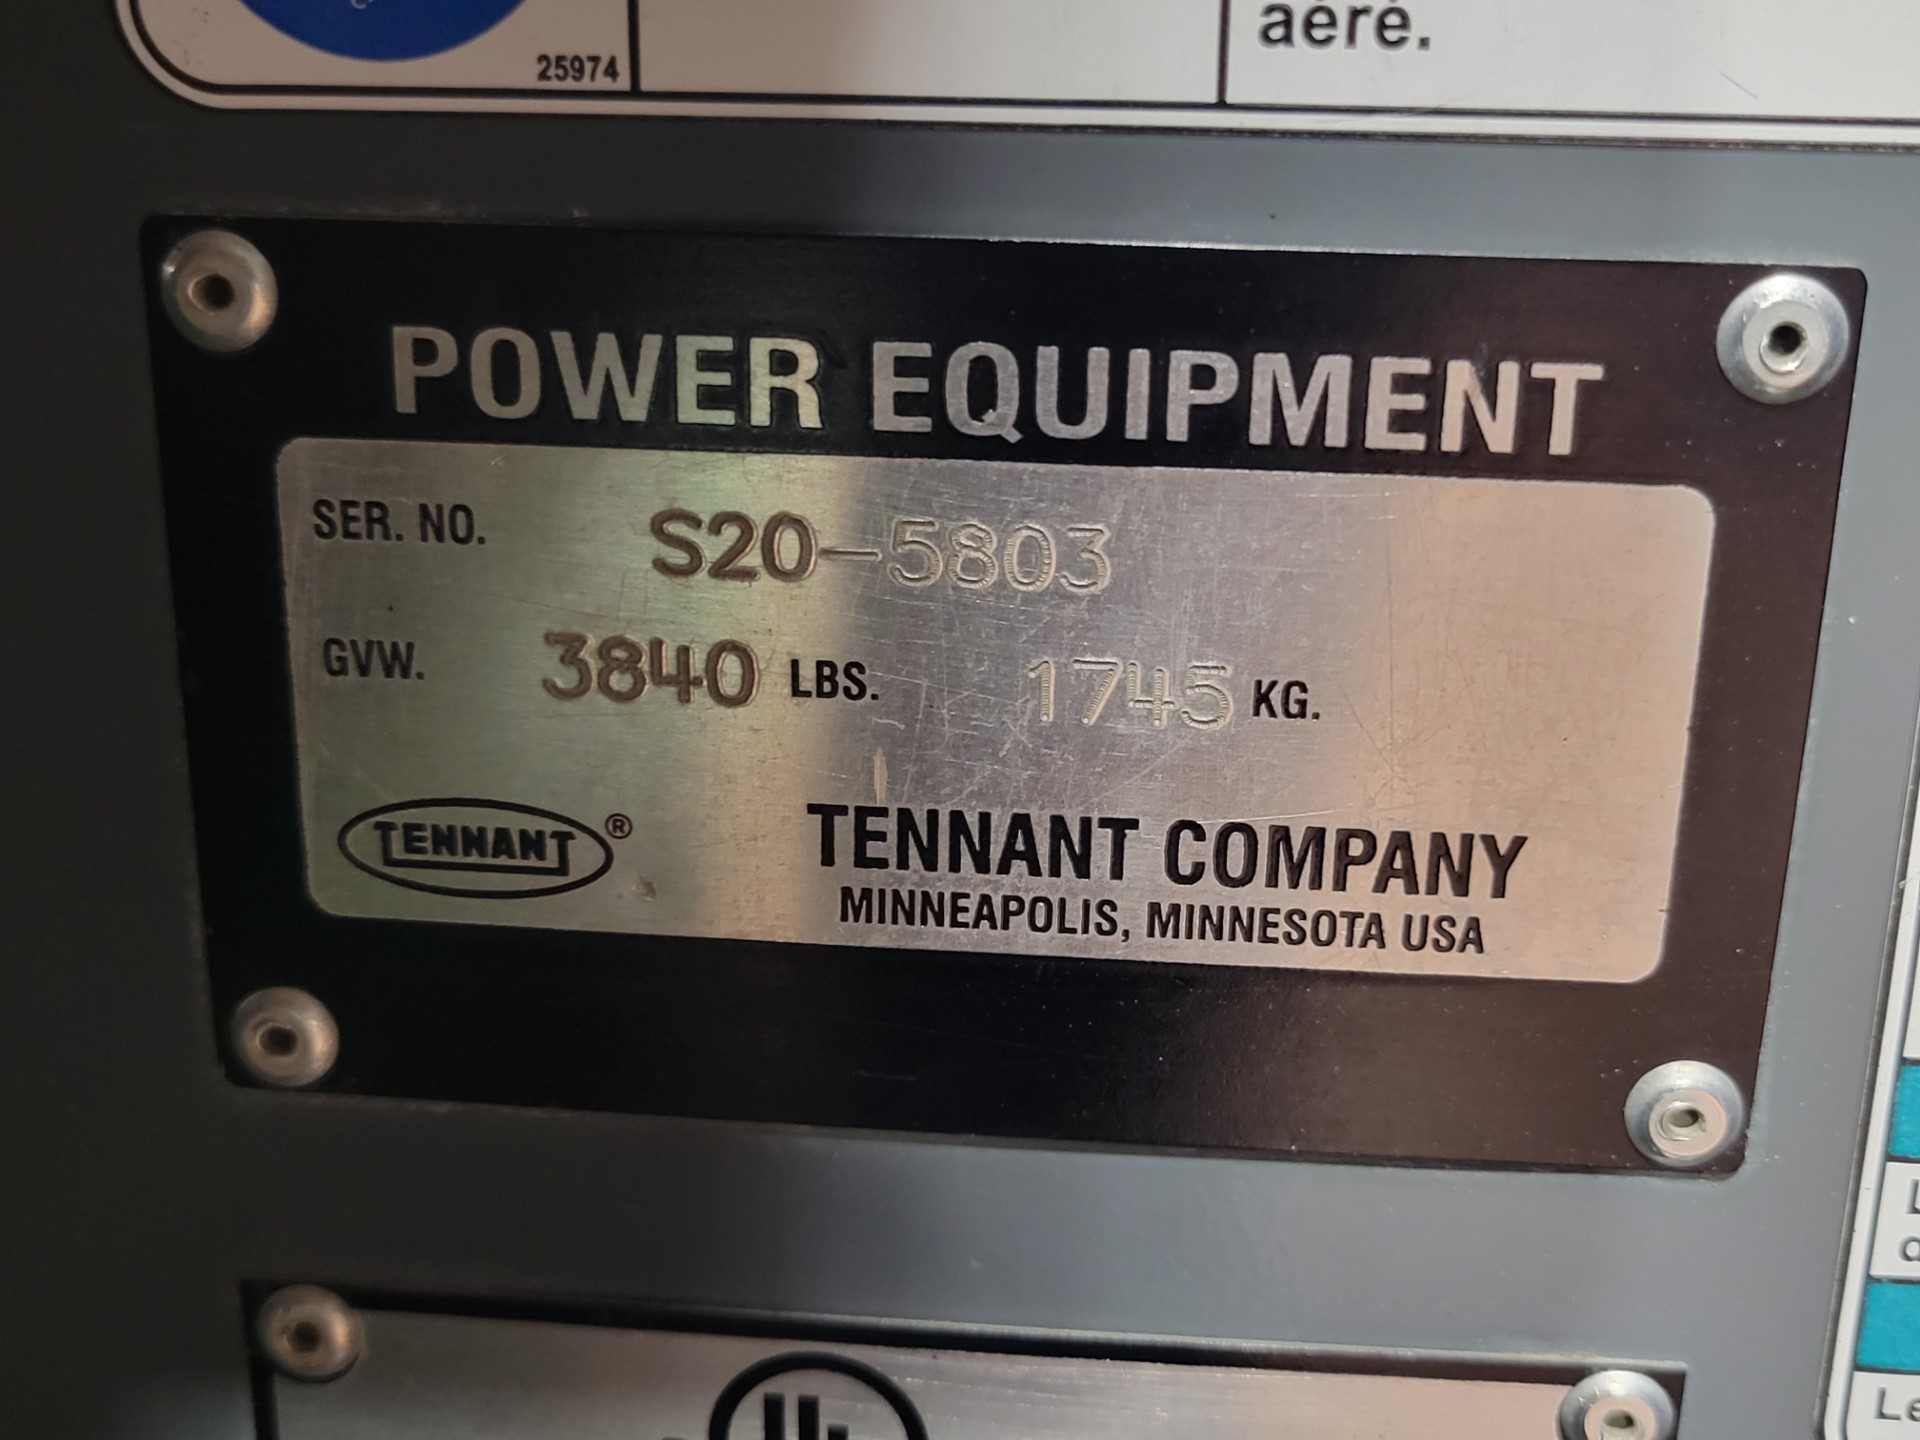 aéré.
25974
POWER EQUIPMENT
SER. NO. S20-5803
GVW. 3840 LBS. 1745 KG.
TENNANT ®
TENNANT COMPANY
MINNEAPOLIS, MINNESOTA USA
Le